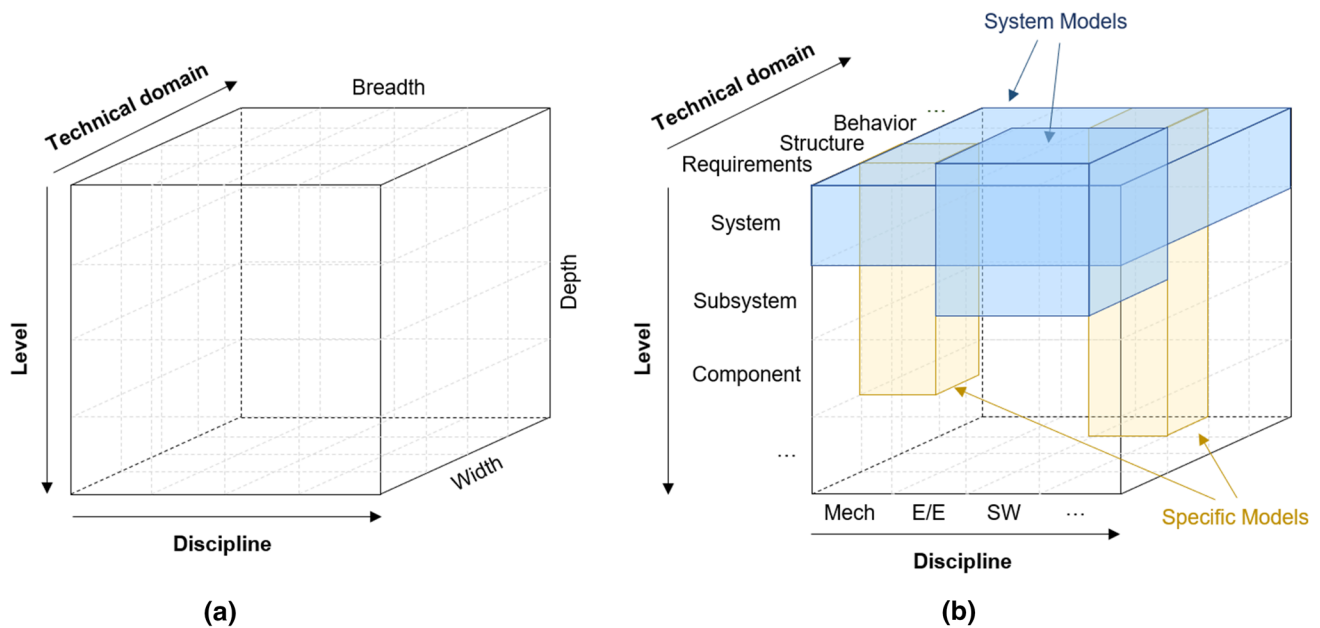 Technical domain
Breadth
Level
Depth
Width
Discipline
(a)
System Models
Technical domain
...
Behavior
Structure
Requirements
System
Subsystem
Component
...
Level
Mech E/E SW ...
Specific Models
Discipline
(b)